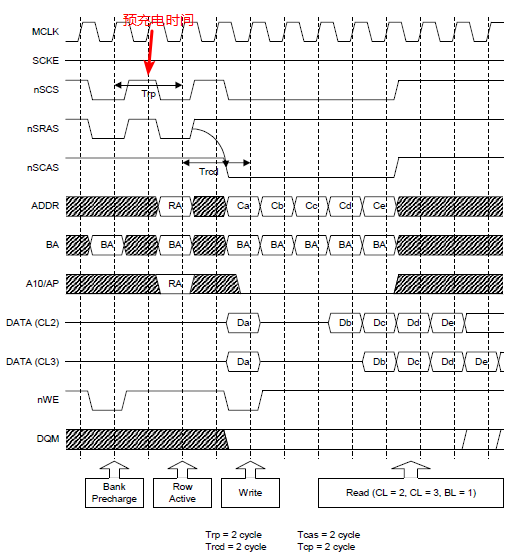 预充电时间
MCLK
SCKE
nSCS
Trp
nSRAS
nSCAS
Trcd
ADDR RA Ca Cb Cc Cd Ce
BA BA BA BA BA BA BA BA
A10/AP RA
DATA (CL2) Da Db Dc Dd De
DATA (CL3) Da Db Dc Dd De
nWE
DQM
Bank Precharge Row Active Write Read (CL = 2, CL = 3, BL = 1)
Trp = 2 cycle Tcas = 2 cycle
Trcd = 2 cycle Tcp = 2 cycle